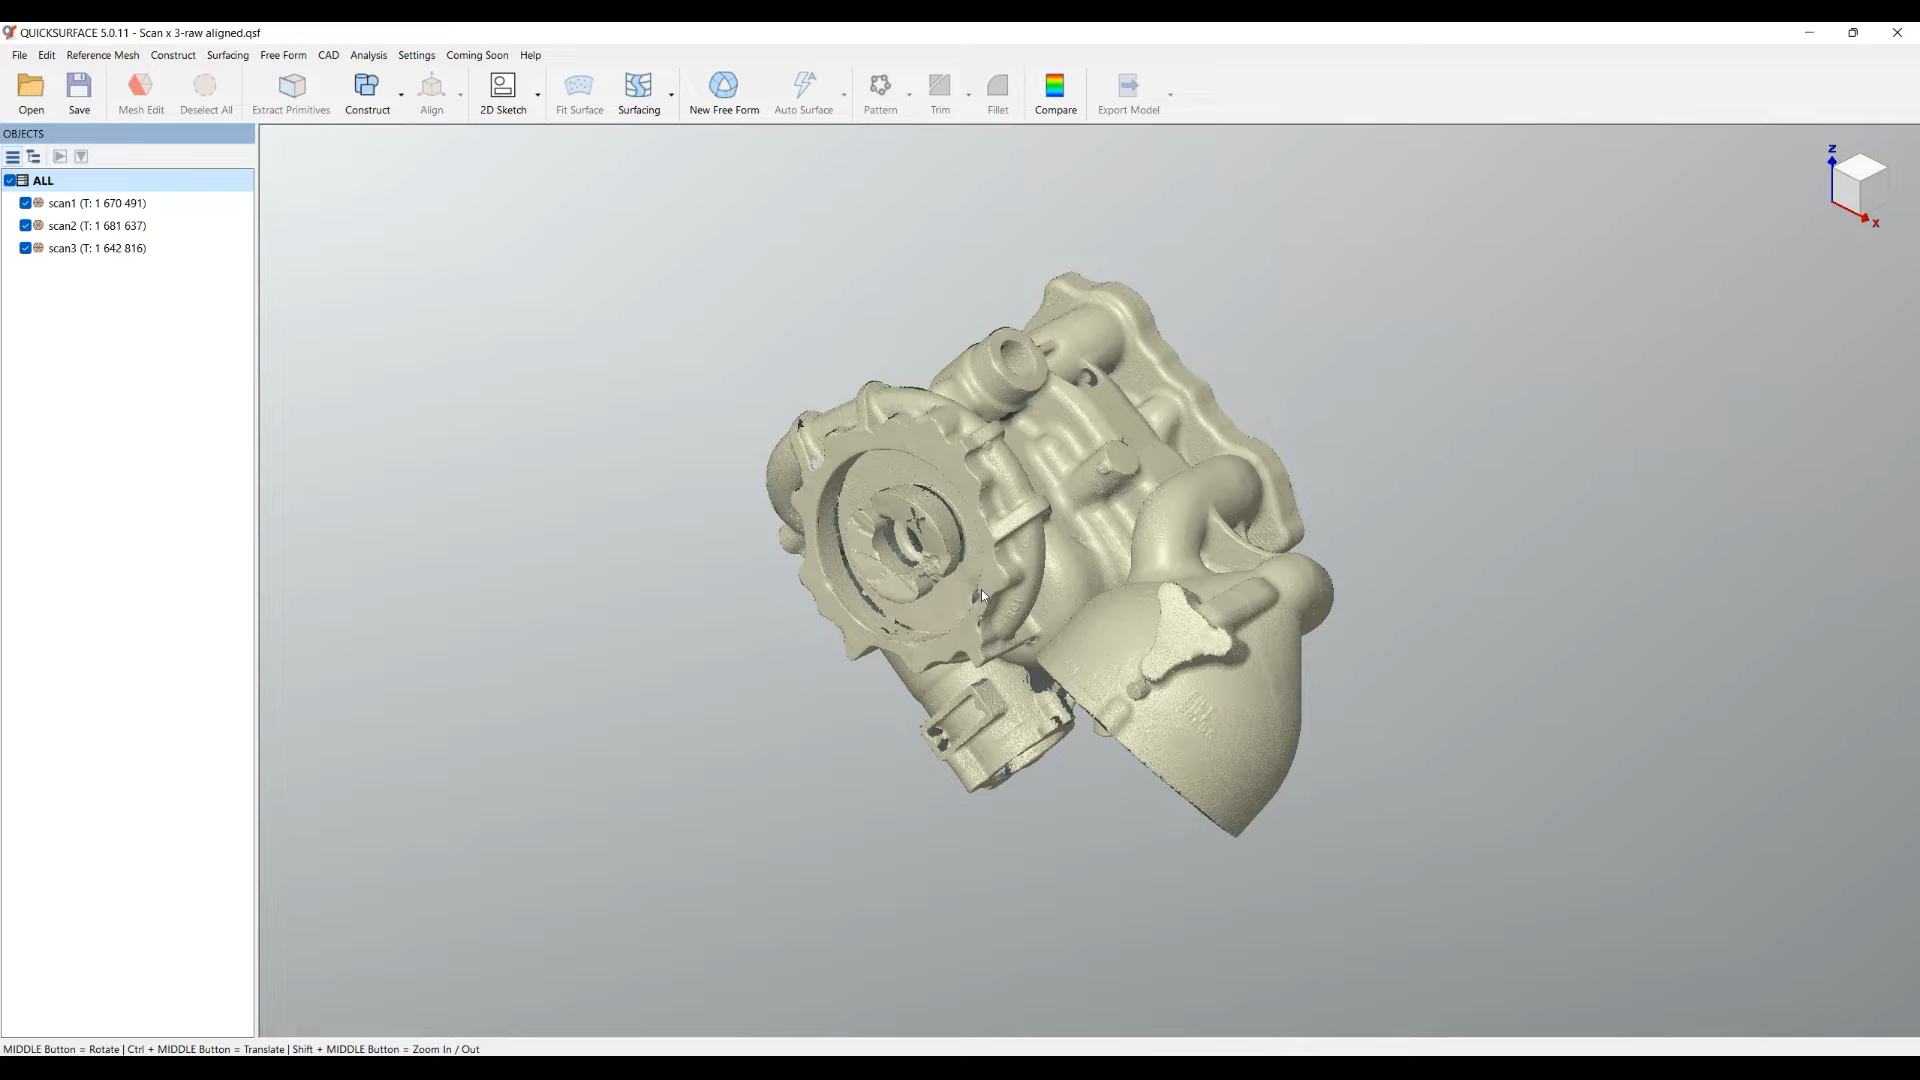 QUICKSURFACE 5.0.11 - Scan x 3-raw aligned.qsf
File Edit Reference Mesh Construct Surfacing Free Form CAD Analysis Settings Coming Soon Help
Open Save Mesh Edit Deselect All Extract Primitives Construct Align 2D Sketch Fit Surface Surfacing New Free Form Auto Surface Pattern Trim Fillet Compare Export Model
OBJECTS
ALL
scan1 (T: 1 670 491)
scan2 (T: 1 681 637)
scan3 (T: 1 642 816)
Z
X
MIDDLE Button = Rotate | Ctrl + MIDDLE Button = Translate | Shift + MIDDLE Button = Zoom In / Out